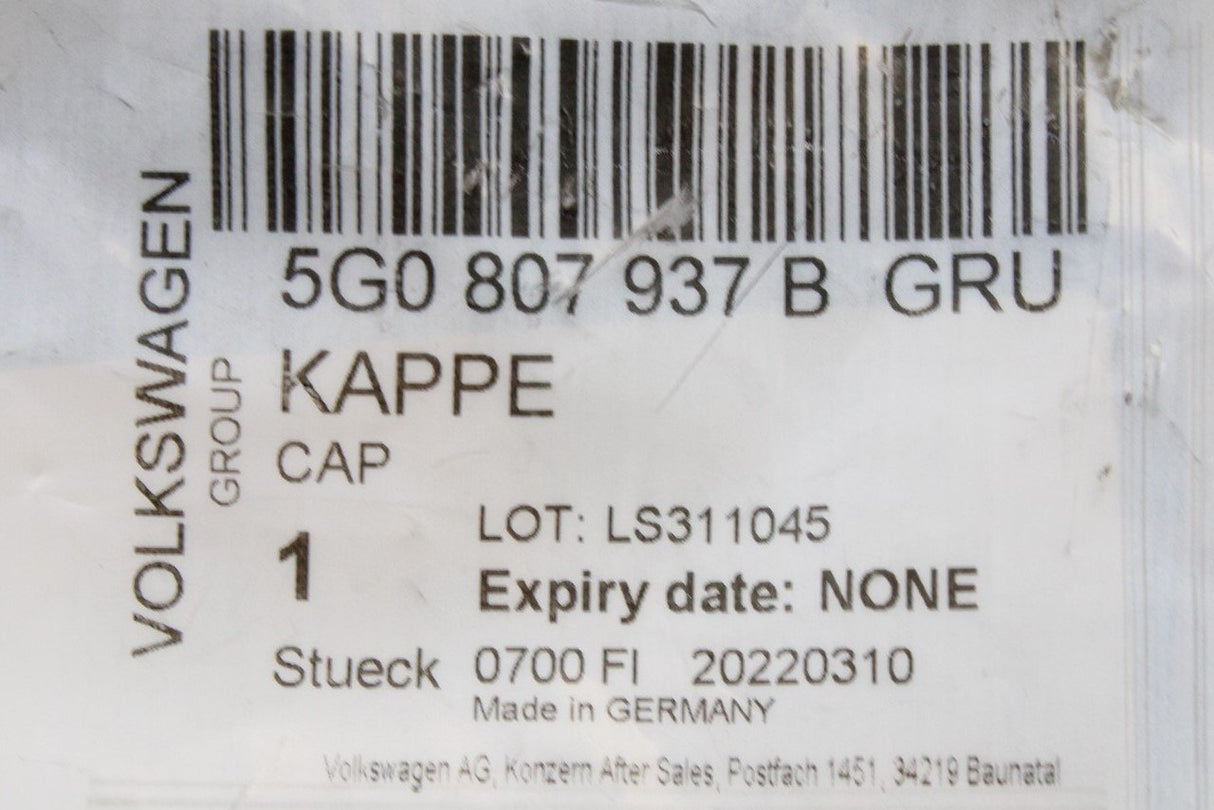 VOLKSWAGEN
GROUP
5G0 807 937 B GRU
KAPPE
CAP
1
LOT: LS311045
Expiry date: NONE
Stueck 0700 FI 20220310
Made in GERMANY
Volkswagen AG, Konzern After Sales, Postfach 1451, 34219 Baunatal